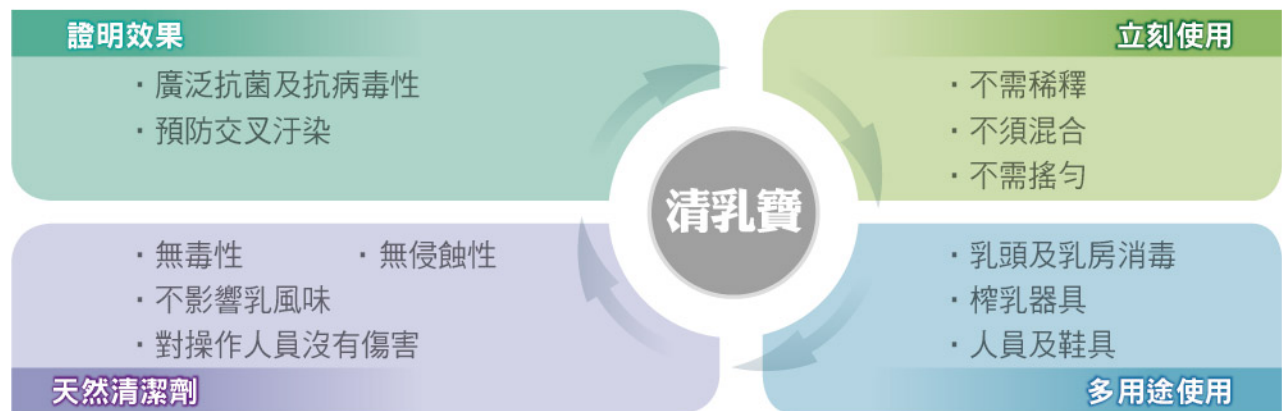 證明效果
・廣泛抗菌及抗病毒性
・預防交叉汙染
立刻使用
・不需稀釋
・不須混合
・不需搖勻
清乳寶
・無毒性 ・無侵蝕性
・不影響乳風味
・對操作人員沒有傷害
天然清潔劑
・乳頭及乳房消毒
・榨乳器具
・人員及鞋具
多用途使用